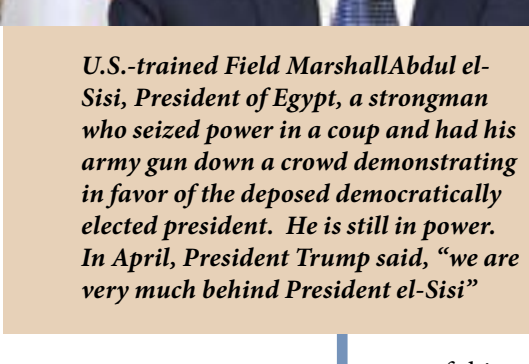 U.S.-trained Field MarshallAbdul el-
Sisi, President of Egypt, a strongman
who seized power in a coup and had his
army gun down a crowd demonstrating
in favor of the deposed democratically
elected president.  He is still in power.
In April, President Trump said, “we are
very much behind President el-Sisi”